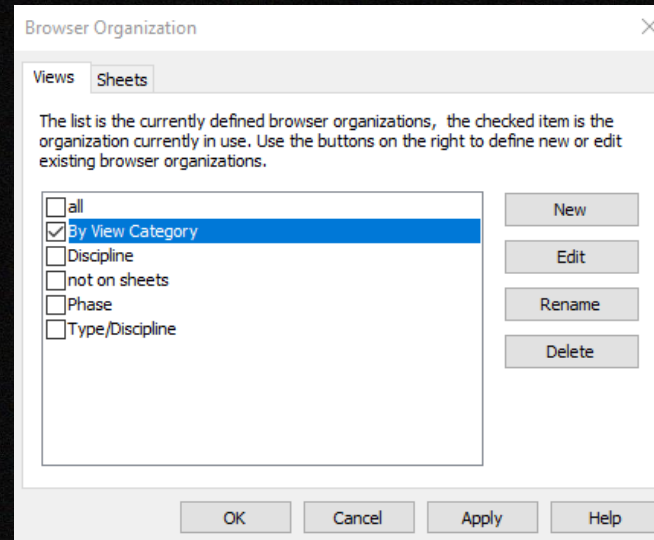 Browser Organization
Views Sheets
The list is the currently defined browser organizations, the checked item is the
organization currently in use. Use the buttons on the right to define new or edit
existing browser organizations.
all
By View Category
Discipline
not on sheets
Phase
Type/Discipline
New
Edit
Rename
Delete
OK Cancel Apply Help